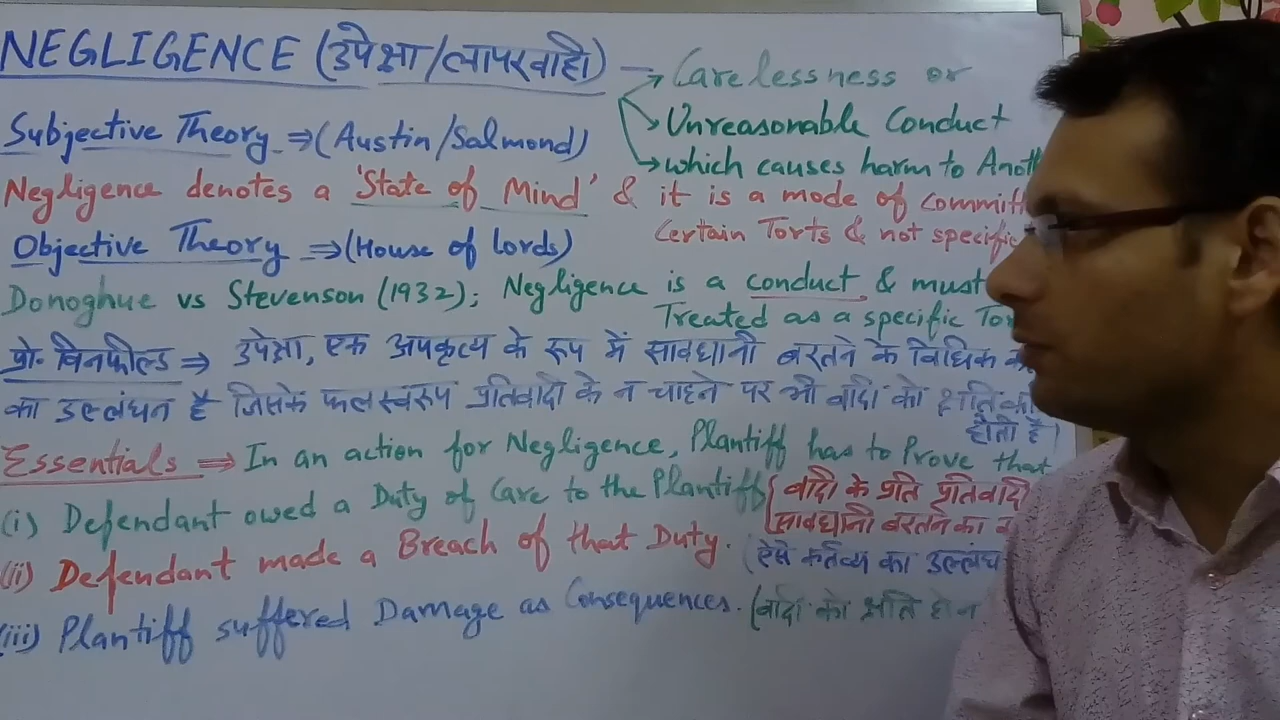 NEGLIGENCE (उपेक्षा/लापरवाही) → Carelessness or
→ Unreasonable Conduct
→ which causes harm to
Subjective Theory ⇒ (Austin/Salmond)
Negligence denotes a 'State of Mind' & it is a mode of
Certain Torts & not specific
Objective Theory ⇒ (House of lords)
Donoghue vs Stevenson (1932); Negligence is a conduct & must
Treated as a specific
प्रो॰ विनफील्ड ⇒ उपेक्षा, एक अपकृत्य के रूप में सावधानी बरतने के विधिक
का उल्लंघन है जिसके फलस्वरूप प्रतिवादी के न चाहने पर भी वादी को
होती है)
Essentials ⇒ In an action for Negligence, Plantiff has to Prove that
(i) Defendant owed a Duty of Care to the Plantiff {वादी के प्रति प्रतिवादी
सावधानी बरतने का
(ii) Defendant made a Breach of that Duty. (ऐसे कर्तव्य का
(iii) Plantiff suffered Damage as Consequences. (वादी को क्षति